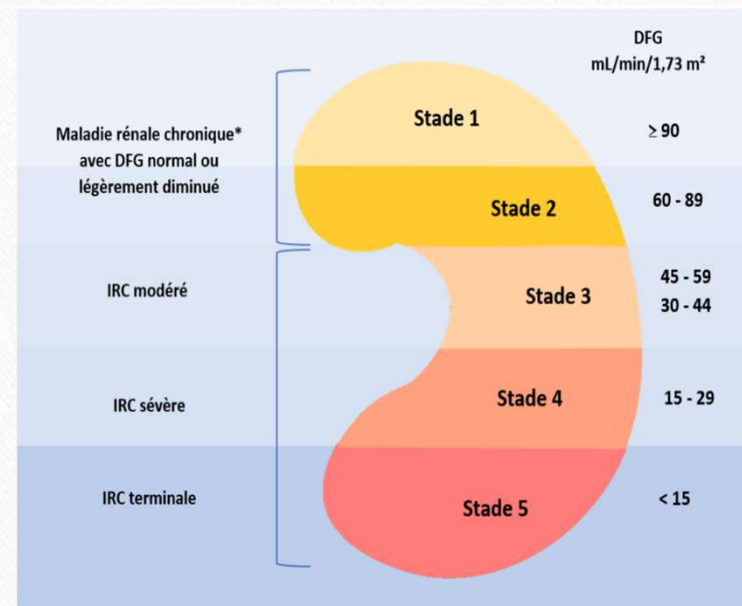 DFG
mL/min/1,73 m²
Maladie rénale chronique*
avec DFG normal ou
légèrement diminué
Stade 1
≥ 90
Stade 2
60 - 89
IRC modéré
Stade 3
45 - 59
30 - 44
IRC sévère
Stade 4
15 - 29
IRC terminale
Stade 5
< 15